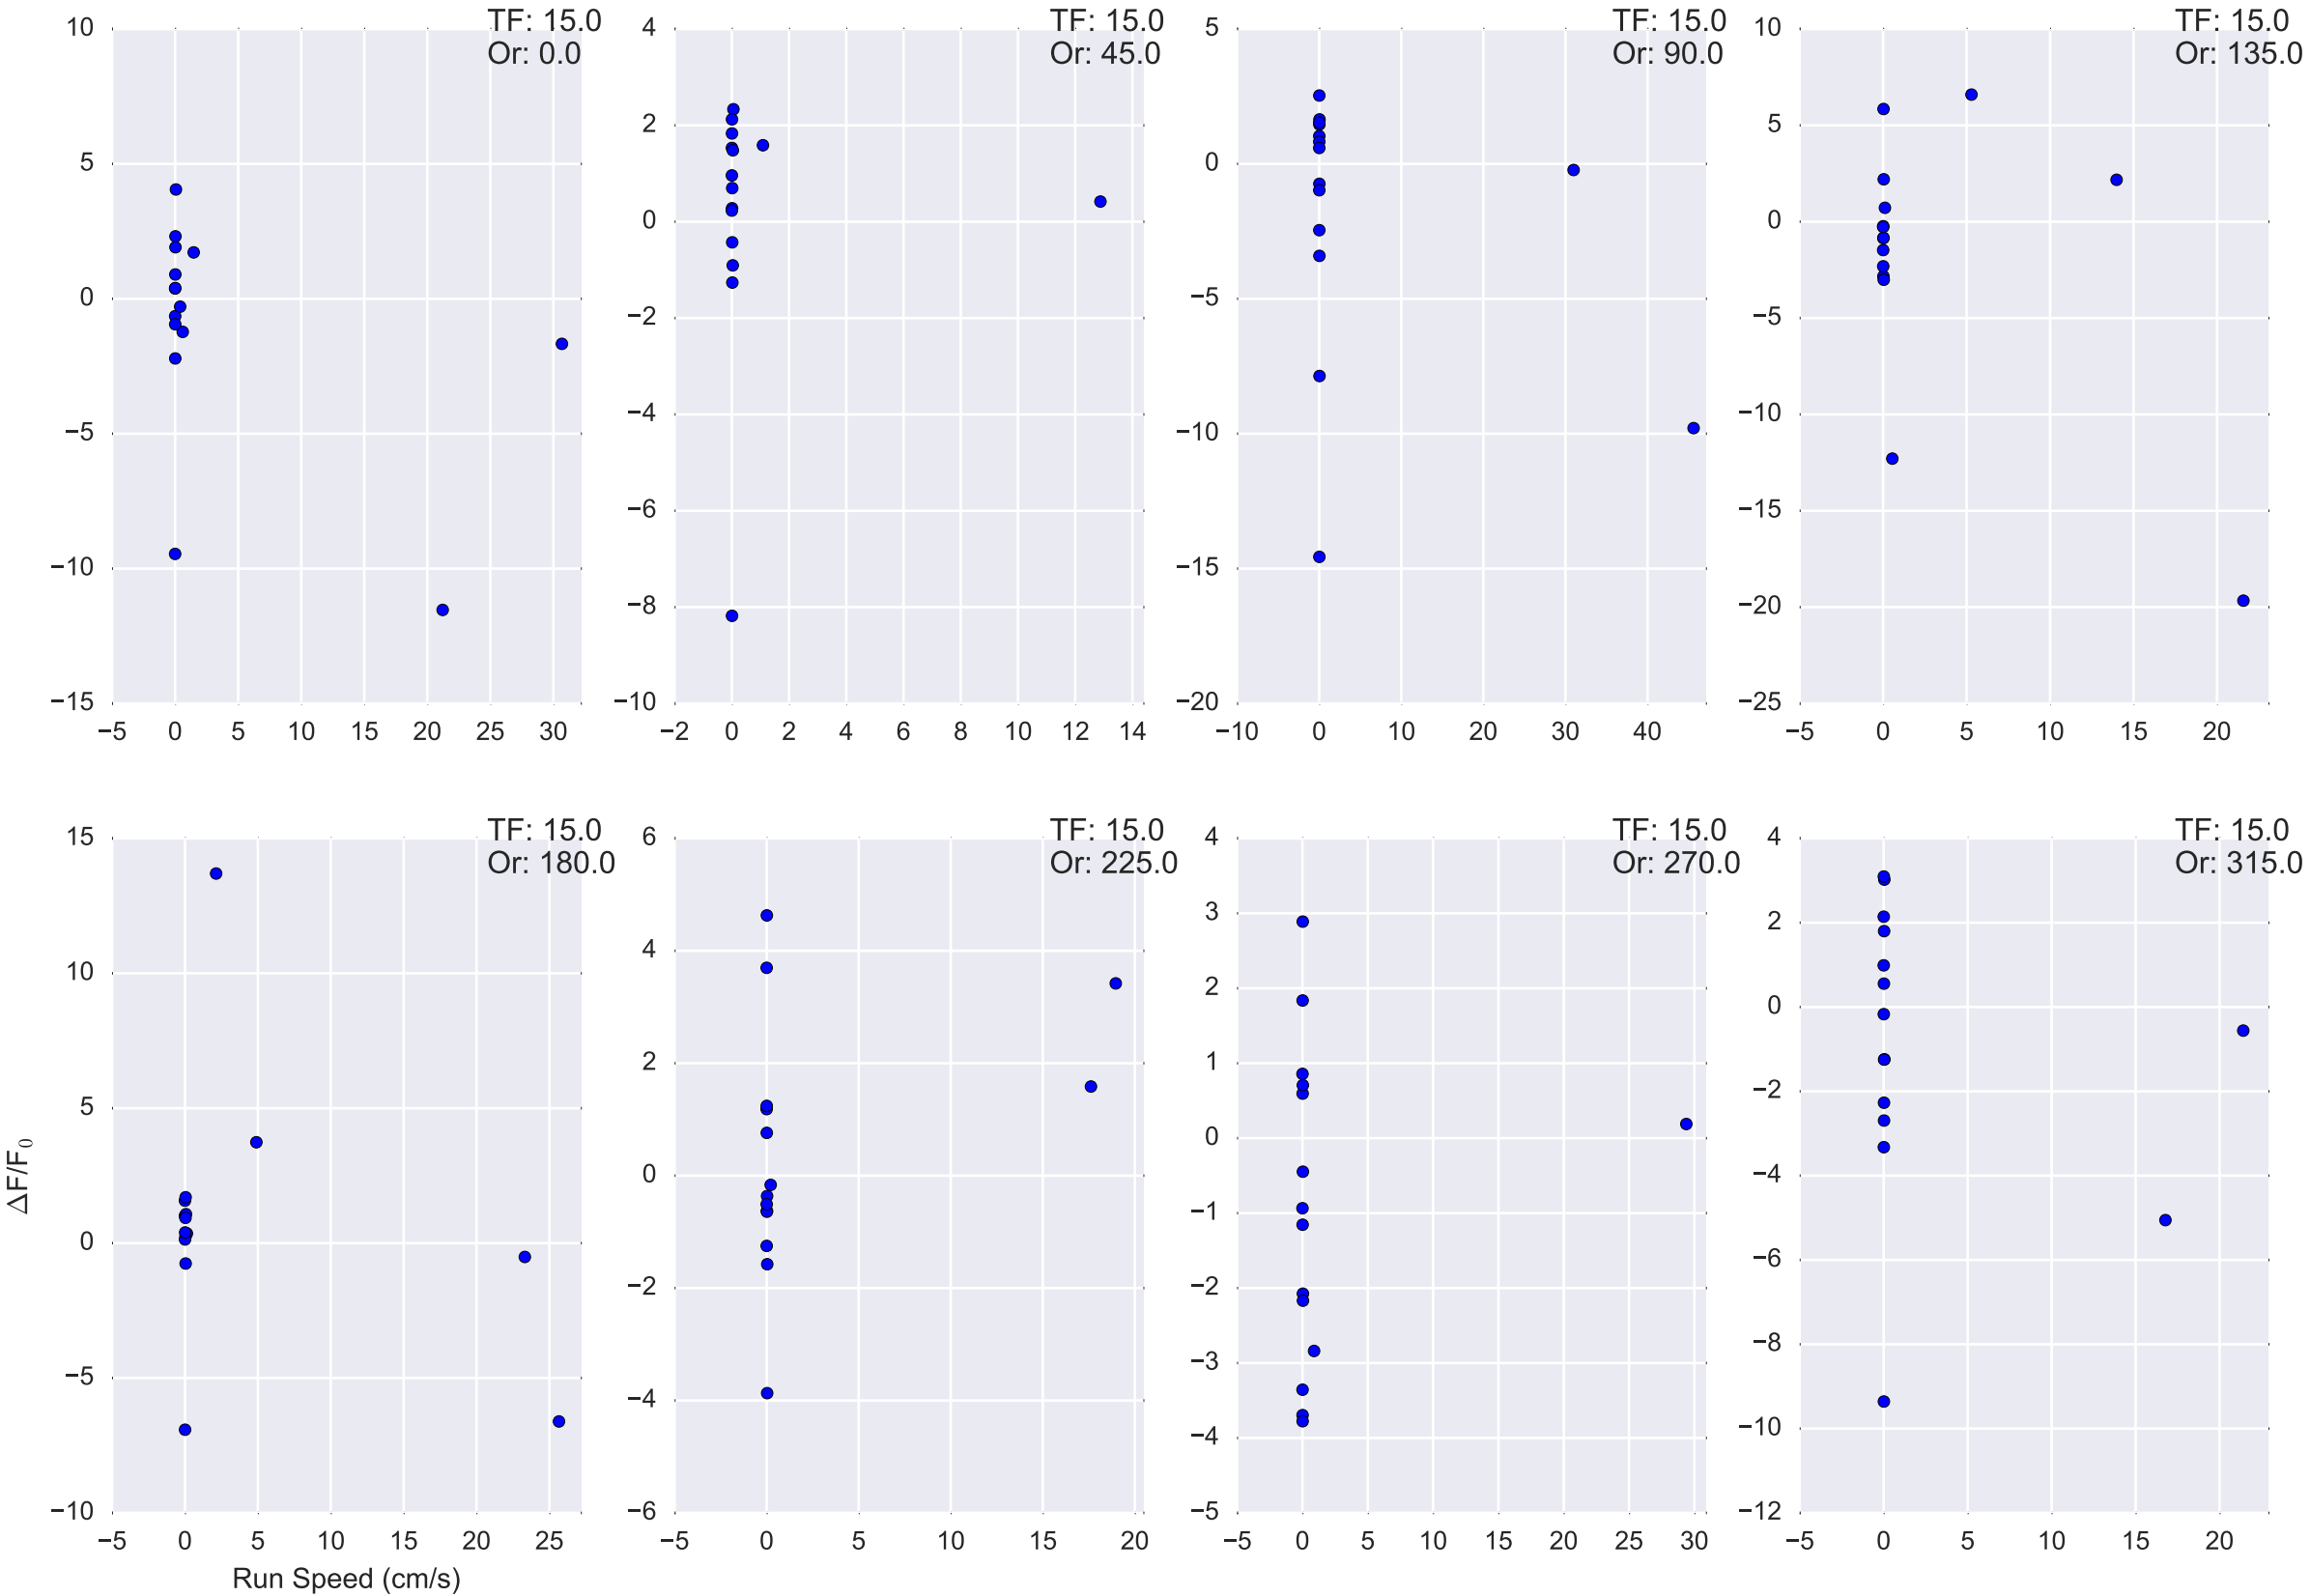 TF: 15.0
Or: 0.0
10
5
0
−5
−10
−15
−5 0 5 10 15 20 25 30
TF: 15.0
Or: 45.0
4
2
0
−2
−4
−6
−8
−10
−2 0 2 4 6 8 10 12 14
TF: 15.0
Or: 90.0
5
0
−5
−10
−15
−20
−10 0 10 20 30 40
TF: 15.0
Or: 135.0
10
5
0
−5
−10
−15
−20
−25
−5 0 5 10 15 20
TF: 15.0
Or: 180.0
15
10
5
0
−5
−10
−5 0 5 10 15 20 25
Run Speed (cm/s)
ΔF/F₀
TF: 15.0
Or: 225.0
6
4
2
0
−2
−4
−6
−5 0 5 10 15 20
TF: 15.0
Or: 270.0
4
3
2
1
0
−1
−2
−3
−4
−5
−5 0 5 10 15 20 25 30
TF: 15.0
Or: 315.0
4
2
0
−2
−4
−6
−8
−10
−12
−5 0 5 10 15 20